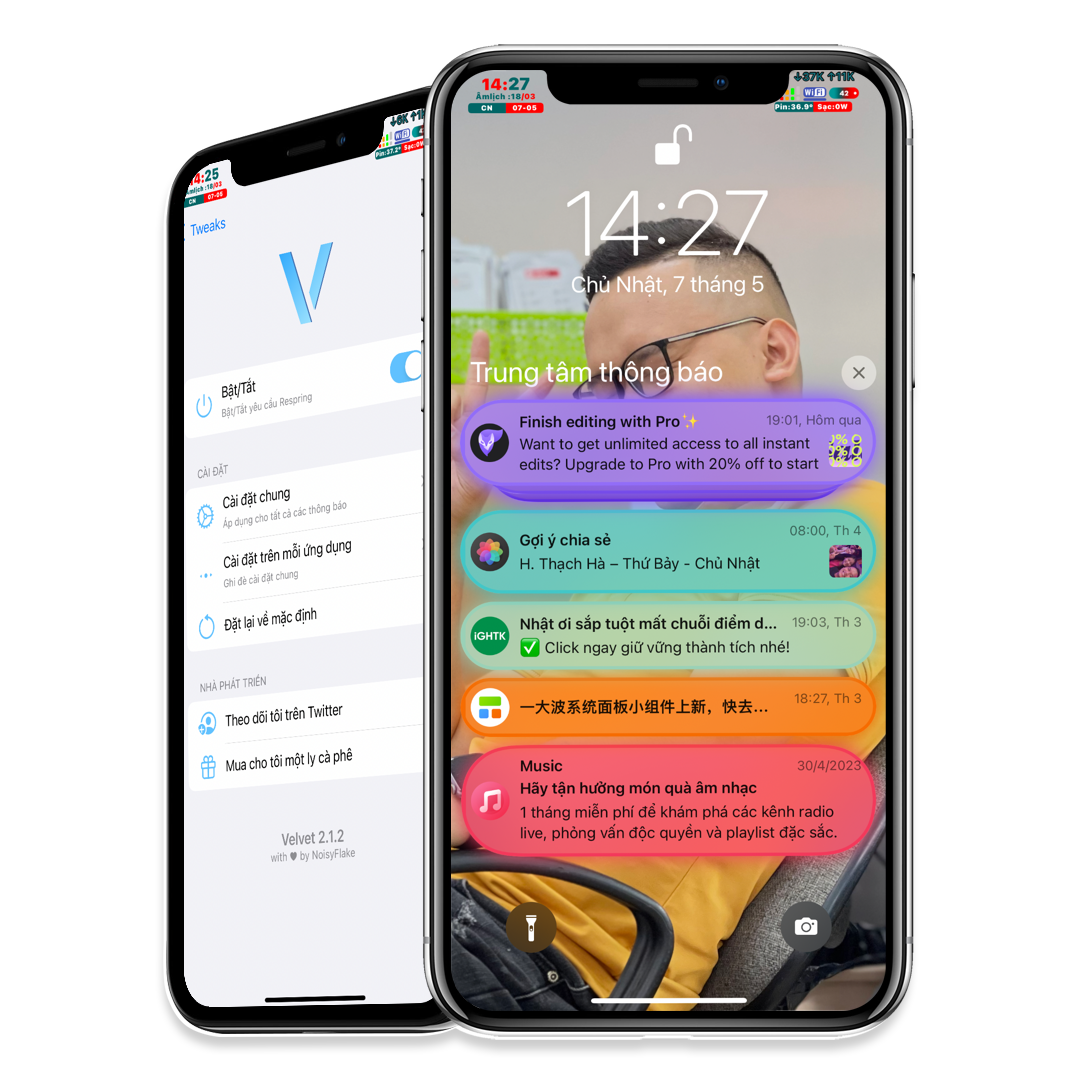 14:25
Âmlịch :18/03
CN 07-05
↓6K
Pin:37.2* Sạc:0W
WiFi
Tweaks
Bật/Tắt
Bật/Tắt yêu cầu Respring
CÀI ĐẶT
Cài đặt chung
Áp dụng cho tất cả các thông báo
Cài đặt trên mỗi ứng dụng
Ghi đè cài đặt chung
Đặt lại về mặc định
NHÀ PHÁT TRIỂN
Theo dõi tôi trên Twitter
Mua cho tôi một ly cà phê
Velvet 2.1.2
with ♥ by NoisyFlake
14:27
Âmlịch :18/03
CN 07-05
↓37K ↑11K
WiFi 42
Pin:36.9* Sạc:0W
14:27
Chủ Nhật, 7 tháng 5
Trung tâm thông báo
Finish editing with Pro✨ 19:01, Hôm qua
Want to get unlimited access to all instant
edits? Upgrade to Pro with 20% off to start
Gợi ý chia sẻ 08:00, Th 4
H. Thạch Hà – Thứ Bảy - Chủ Nhật
IGHTK
Nhật ơi sắp tuột mất chuỗi điểm d... 19:03, Th 3
✅ Click ngay giữ vững thành tích nhé!
一大波系统面板小组件上新，快去... 18:27, Th 3
Music 30/4/2023
Hãy tận hưởng món quà âm nhạc
1 tháng miễn phí để khám phá các kênh radio
live, phỏng vấn độc quyền và playlist đặc sắc.